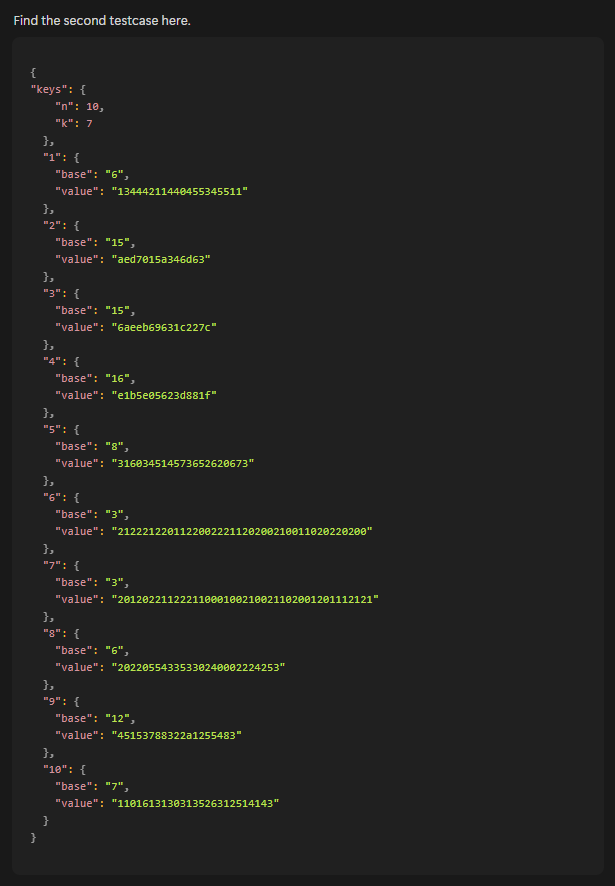 Find the second testcase here.
{
"keys": {
"n": 10,
"k": 7
},
"1": {
"base": "6",
"value": "13444211440455345511"
},
"2": {
"base": "15",
"value": "aed7015a346d63"
},
"3": {
"base": "15",
"value": "6aeeb69631c227c"
},
"4": {
"base": "16",
"value": "e1b5e05623d881f"
},
"5": {
"base": "8",
"value": "316034514573652620673"
},
"6": {
"base": "3",
"value": "2122212201122002221120200210011020220200"
},
"7": {
"base": "3",
"value": "20120221122211000100210021102001201112121"
},
"8": {
"base": "6",
"value": "20220554335330240002224253"
},
"9": {
"base": "12",
"value": "45153788322a1255483"
},
"10": {
"base": "7",
"value": "1101613130313526312514143"
}
}